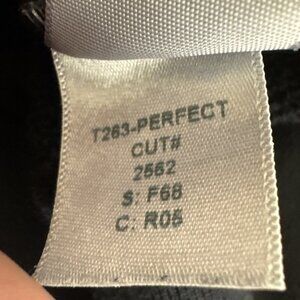 T263-PERFECT
CUT#
2562
S: F68
C: R05